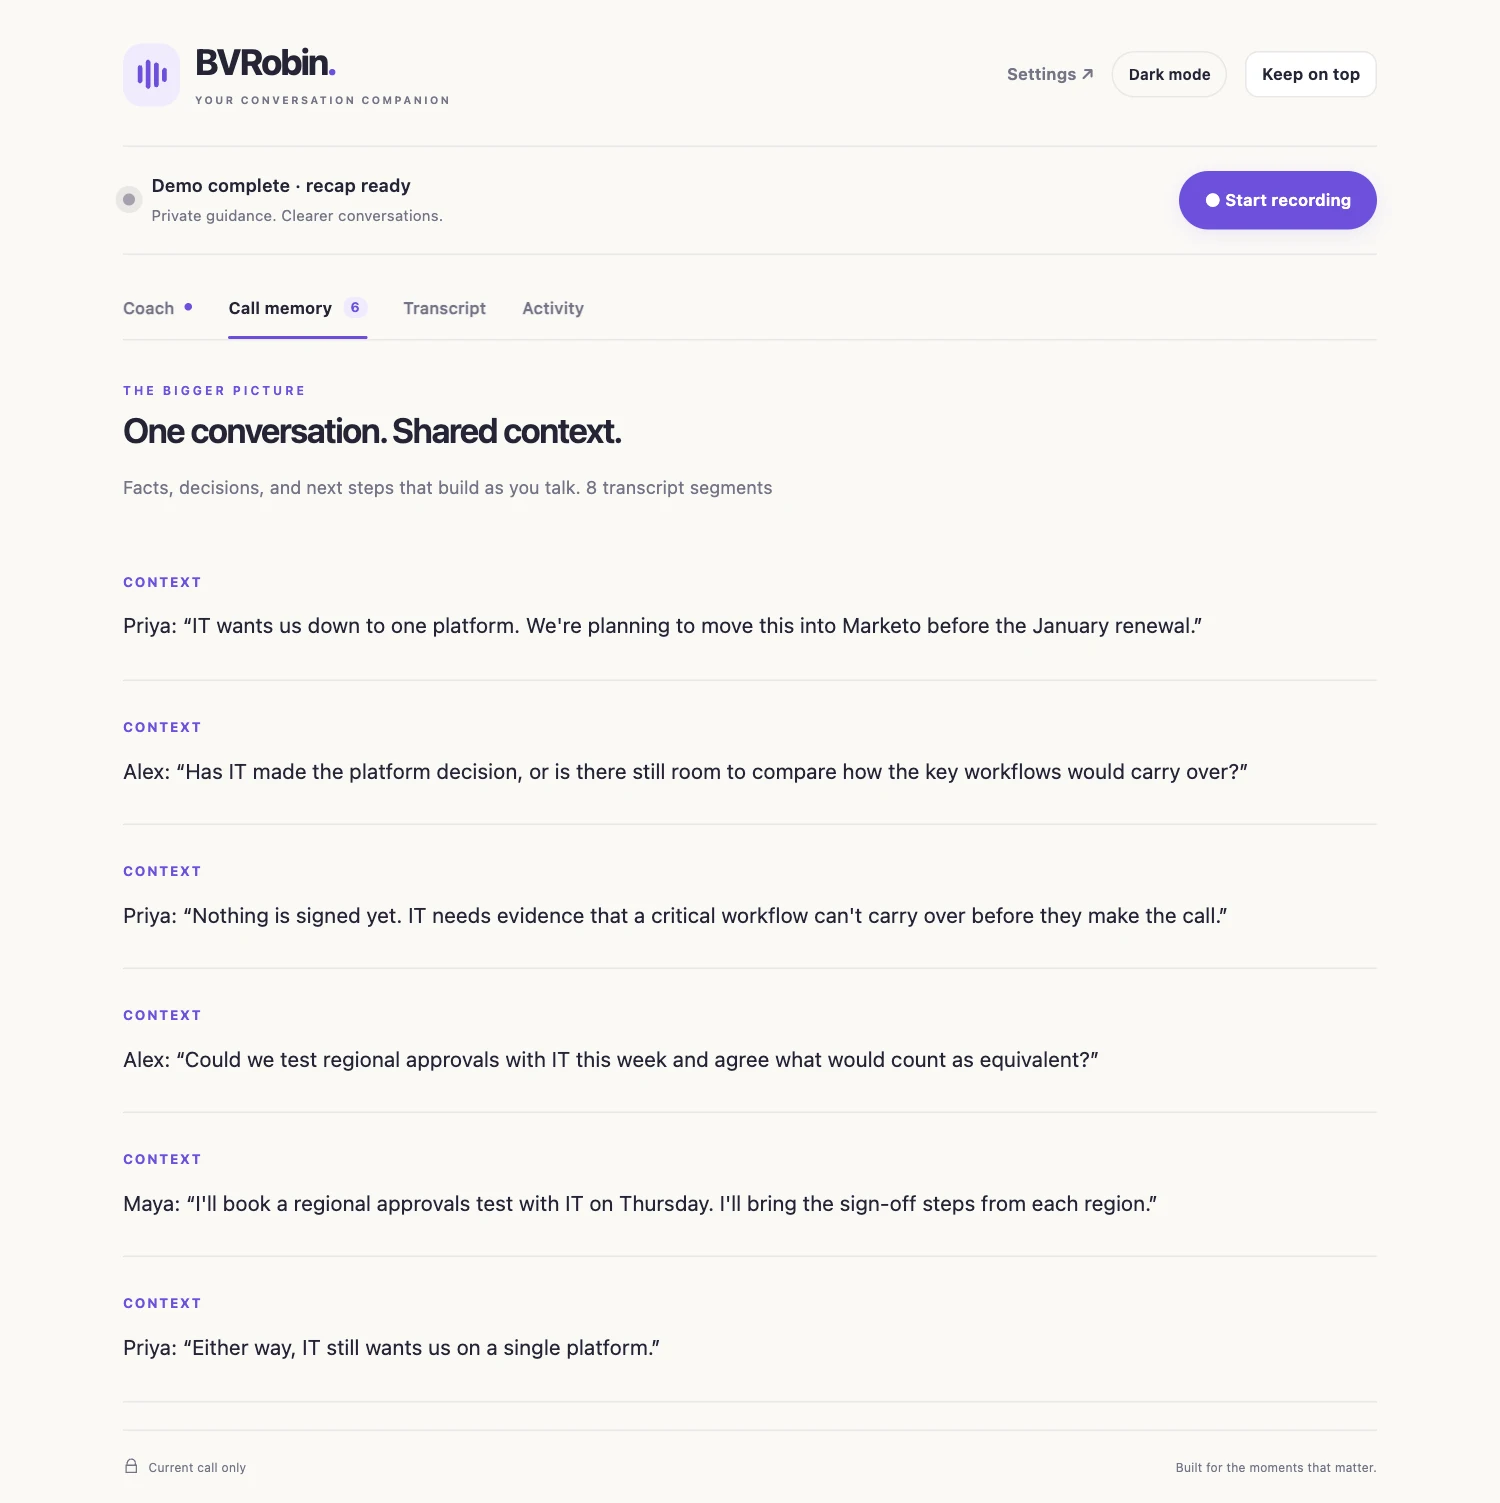 BVRobin.
YOUR CONVERSATION COMPANION
Settings ↗
Dark mode
Keep on top
Demo complete · recap ready
Private guidance. Clearer conversations.
Start recording
Coach
Call memory 6
Transcript
Activity
THE BIGGER PICTURE
One conversation. Shared context.
Facts, decisions, and next steps that build as you talk. 8 transcript segments
CONTEXT
Priya: “IT wants us down to one platform. We're planning to move this into Marketo before the January renewal.”
CONTEXT
Alex: “Has IT made the platform decision, or is there still room to compare how the key workflows would carry over?”
CONTEXT
Priya: “Nothing is signed yet. IT needs evidence that a critical workflow can't carry over before they make the call.”
CONTEXT
Alex: “Could we test regional approvals with IT this week and agree what would count as equivalent?”
CONTEXT
Maya: “I'll book a regional approvals test with IT on Thursday. I'll bring the sign-off steps from each region.”
CONTEXT
Priya: “Either way, IT still wants us on a single platform.”
Current call only
Built for the moments that matter.